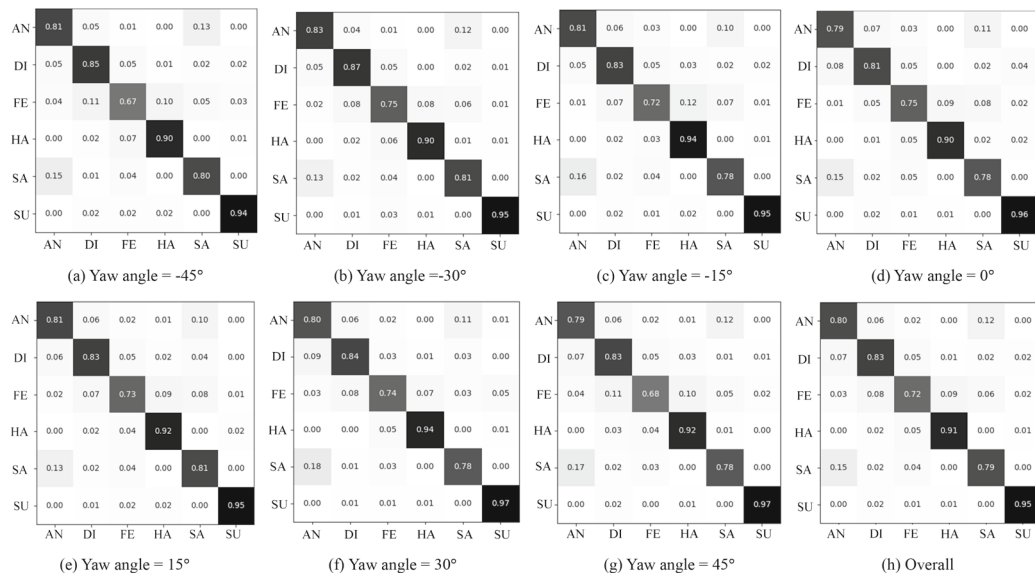 AN 0.81 0.05 0.01 0.00 0.13 0.00
DI 0.05 0.85 0.05 0.01 0.02 0.02
FE 0.04 0.11 0.67 0.10 0.05 0.03
HA 0.00 0.02 0.07 0.90 0.00 0.01
SA 0.15 0.01 0.04 0.00 0.80 0.00
SU 0.00 0.02 0.02 0.02 0.00 0.94
AN DI FE HA SA SU
(a) Yaw angle = -45°
AN 0.83 0.04 0.01 0.00 0.12 0.00
DI 0.05 0.87 0.05 0.00 0.02 0.01
FE 0.02 0.08 0.75 0.08 0.06 0.01
HA 0.00 0.02 0.06 0.90 0.01 0.01
SA 0.13 0.02 0.04 0.00 0.81 0.00
SU 0.00 0.01 0.03 0.01 0.00 0.95
AN DI FE HA SA SU
(b) Yaw angle =-30°
AN 0.81 0.06 0.03 0.00 0.10 0.00
DI 0.05 0.83 0.05 0.03 0.02 0.02
FE 0.01 0.07 0.72 0.12 0.07 0.01
HA 0.00 0.02 0.03 0.94 0.00 0.01
SA 0.16 0.02 0.04 0.00 0.78 0.00
SU 0.00 0.02 0.01 0.02 0.00 0.95
AN DI FE HA SA SU
(c) Yaw angle = -15°
AN 0.79 0.07 0.03 0.00 0.11 0.00
DI 0.08 0.81 0.05 0.00 0.02 0.04
FE 0.01 0.05 0.75 0.09 0.08 0.02
HA 0.00 0.01 0.05 0.90 0.02 0.02
SA 0.15 0.02 0.05 0.00 0.78 0.00
SU 0.00 0.02 0.01 0.01 0.00 0.96
AN DI FE HA SA SU
(d) Yaw angle = 0°
AN 0.81 0.06 0.02 0.01 0.10 0.00
DI 0.06 0.83 0.05 0.02 0.04 0.00
FE 0.02 0.07 0.73 0.09 0.08 0.01
HA 0.00 0.02 0.04 0.92 0.00 0.02
SA 0.13 0.02 0.04 0.00 0.81 0.00
SU 0.00 0.01 0.02 0.02 0.00 0.95
AN DI FE HA SA SU
(e) Yaw angle = 15°
AN 0.80 0.06 0.02 0.00 0.11 0.01
DI 0.09 0.84 0.03 0.01 0.03 0.00
FE 0.03 0.08 0.74 0.07 0.03 0.05
HA 0.00 0.00 0.05 0.94 0.00 0.01
SA 0.18 0.01 0.03 0.00 0.78 0.00
SU 0.00 0.01 0.01 0.01 0.00 0.97
AN DI FE HA SA SU
(f) Yaw angle = 30°
AN 0.79 0.06 0.02 0.01 0.12 0.00
DI 0.07 0.83 0.05 0.03 0.01 0.01
FE 0.04 0.11 0.68 0.10 0.05 0.02
HA 0.00 0.03 0.04 0.92 0.00 0.01
SA 0.17 0.02 0.03 0.00 0.78 0.00
SU 0.00 0.01 0.01 0.01 0.00 0.97
AN DI FE HA SA SU
(g) Yaw angle = 45°
AN 0.80 0.06 0.02 0.00 0.12 0.00
DI 0.07 0.83 0.05 0.01 0.02 0.02
FE 0.03 0.08 0.72 0.09 0.06 0.02
HA 0.00 0.02 0.05 0.91 0.00 0.01
SA 0.15 0.02 0.04 0.00 0.79 0.00
SU 0.00 0.02 0.01 0.02 0.00 0.95
AN DI FE HA SA SU
(h) Overall